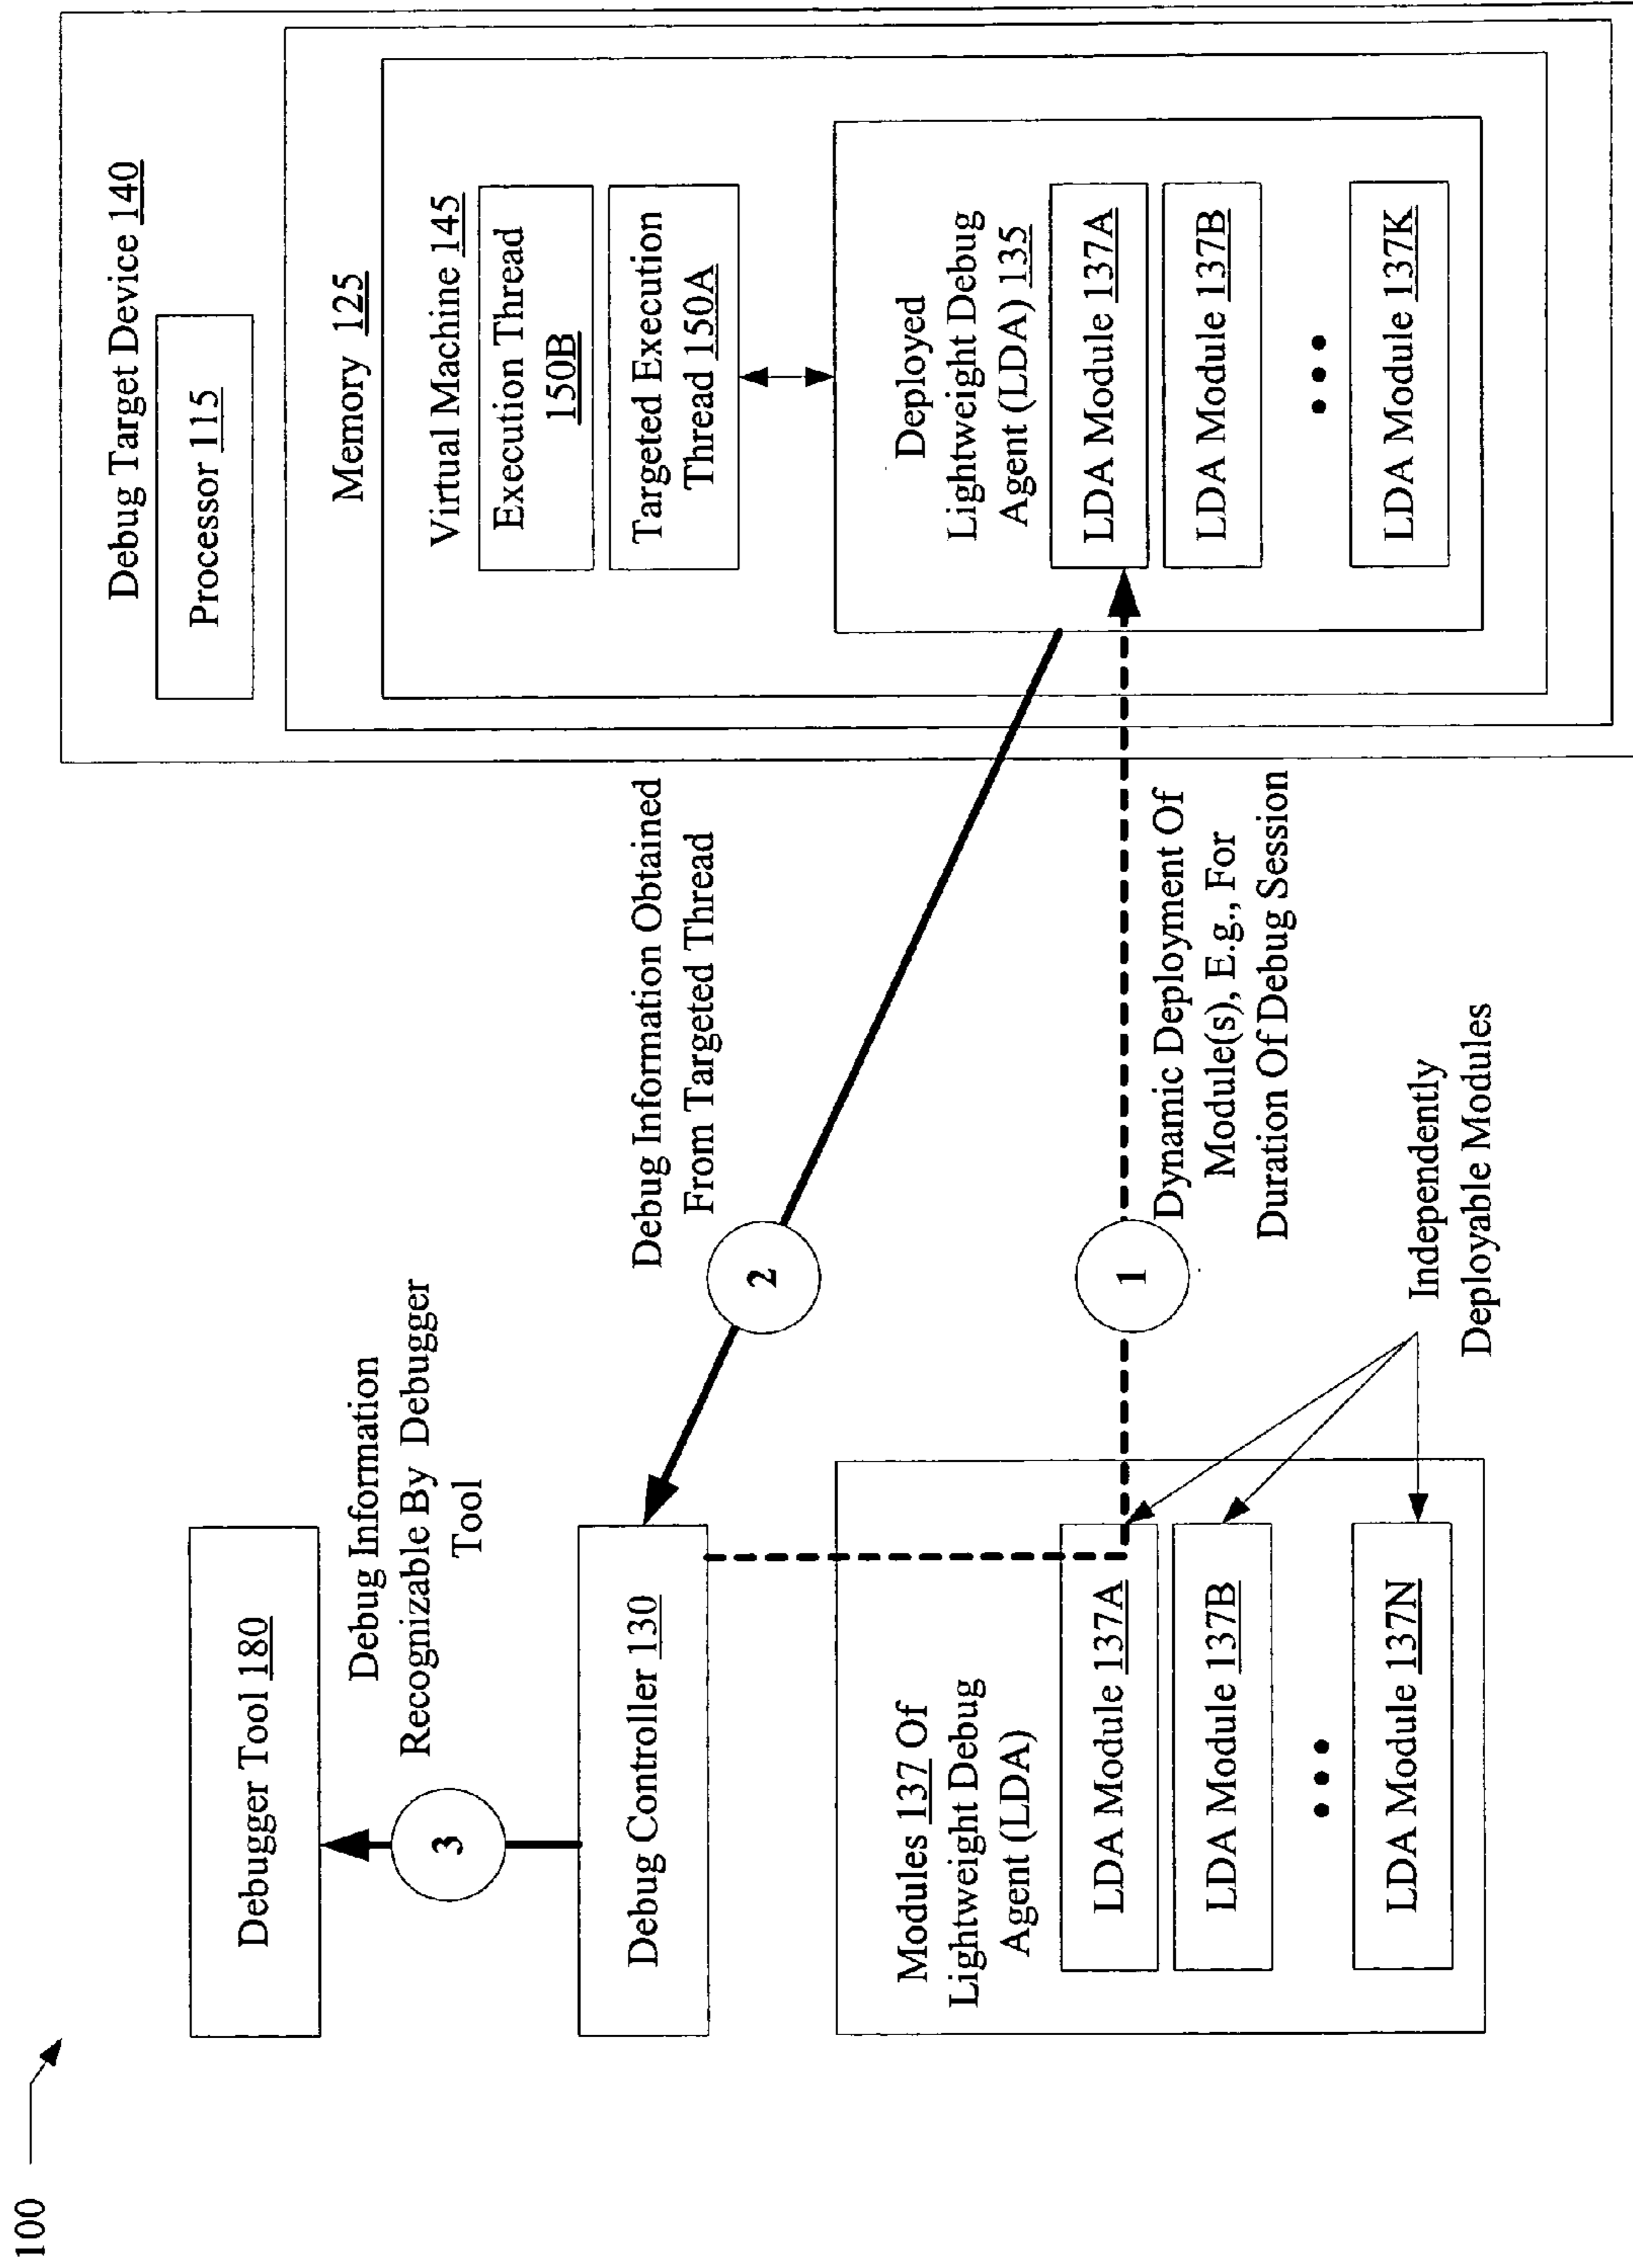 100
Debugger Tool 180
3
Debug Information
Recognizable By Debugger
Tool
Debug Controller 130
Modules 137 Of
Lightweight Debug
Agent (LDA)
LDA Module 137A
LDA Module 137B
•••
LDA Module 137N
Independently
Deployable Modules
1
Dynamic Deployment Of
Module(s), E.g., For
Duration Of Debug Session
2
Debug Information Obtained
From Targeted Thread
Debug Target Device 140
Processor 115
Memory 125
Virtual Machine 145
Execution Thread
150B
Targeted Execution
Thread 150A
Deployed
Lightweight Debug
Agent (LDA) 135
LDA Module 137A
LDA Module 137B
•••
LDA Module 137K